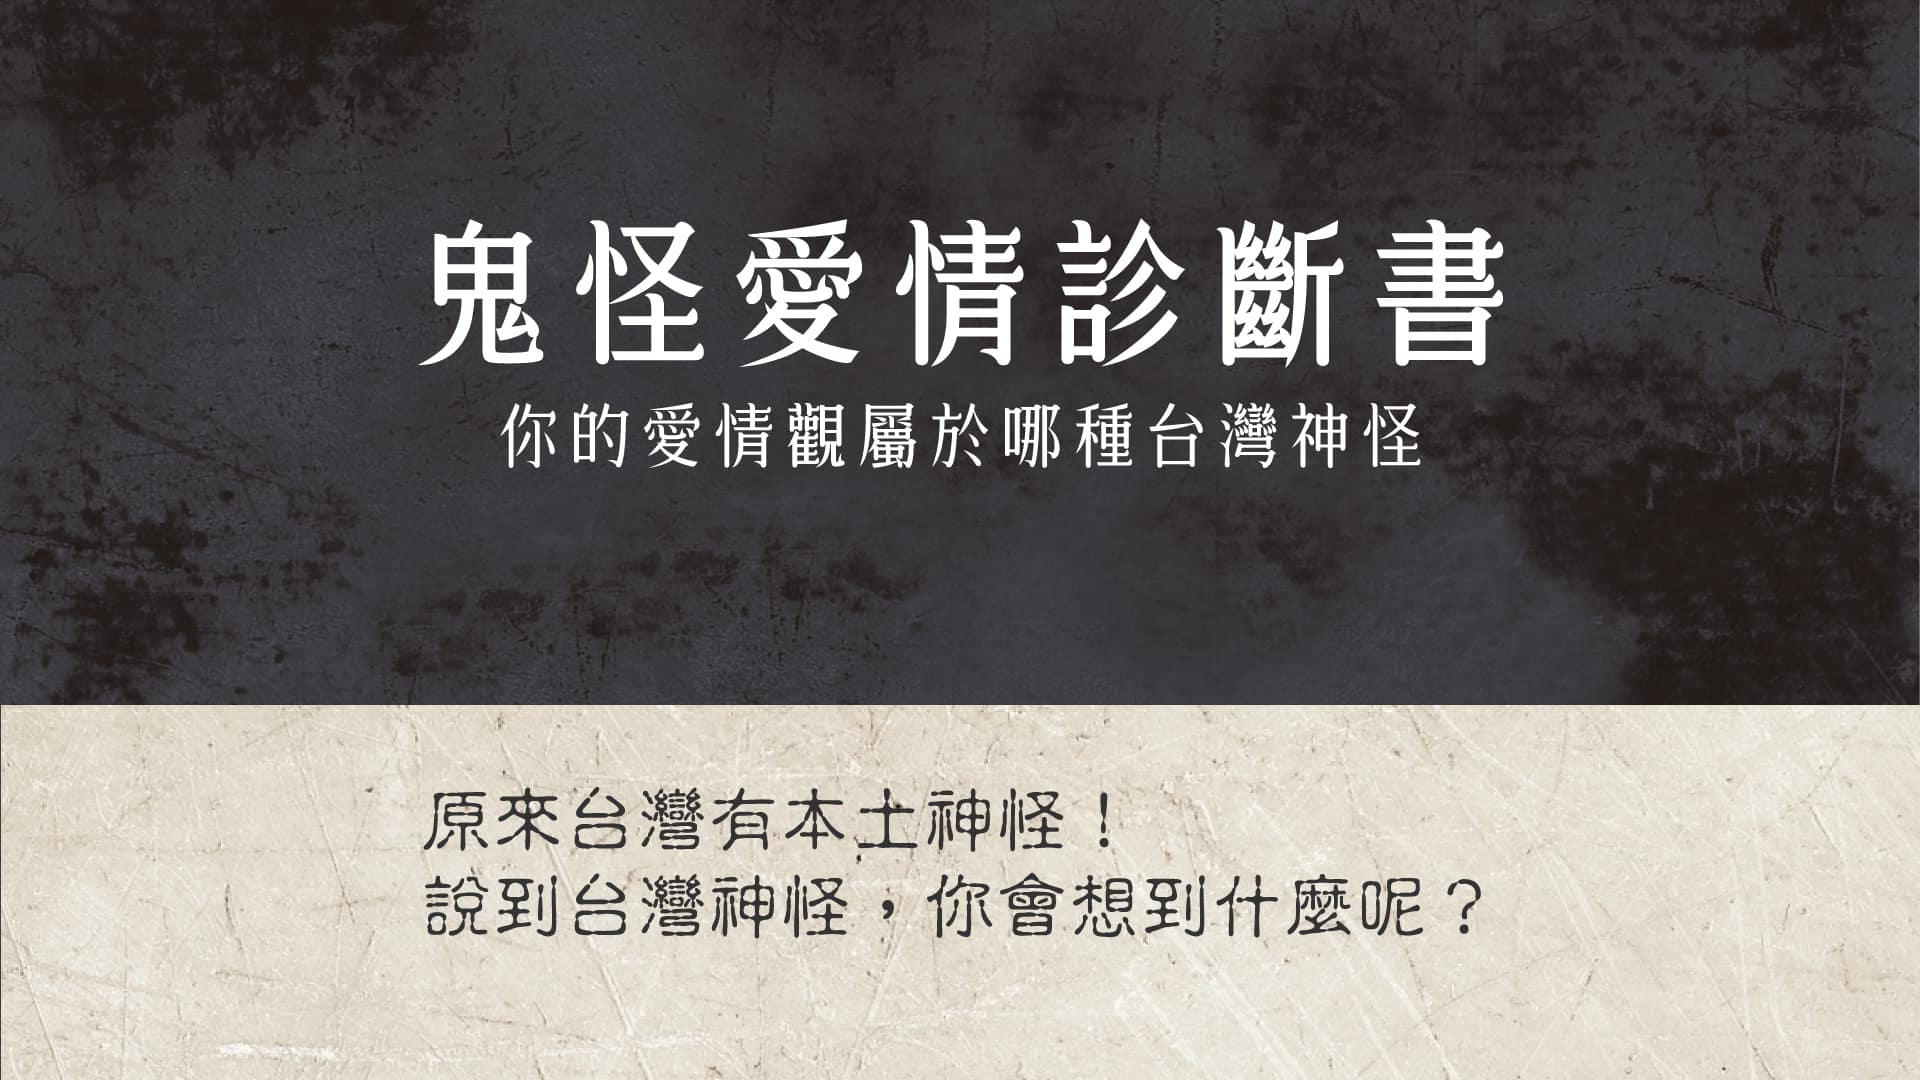 鬼怪愛情診斷書
你的愛情觀屬於哪種台灣神怪
原來台灣有本土神怪！
說到台灣神怪，你會想到什麼呢？